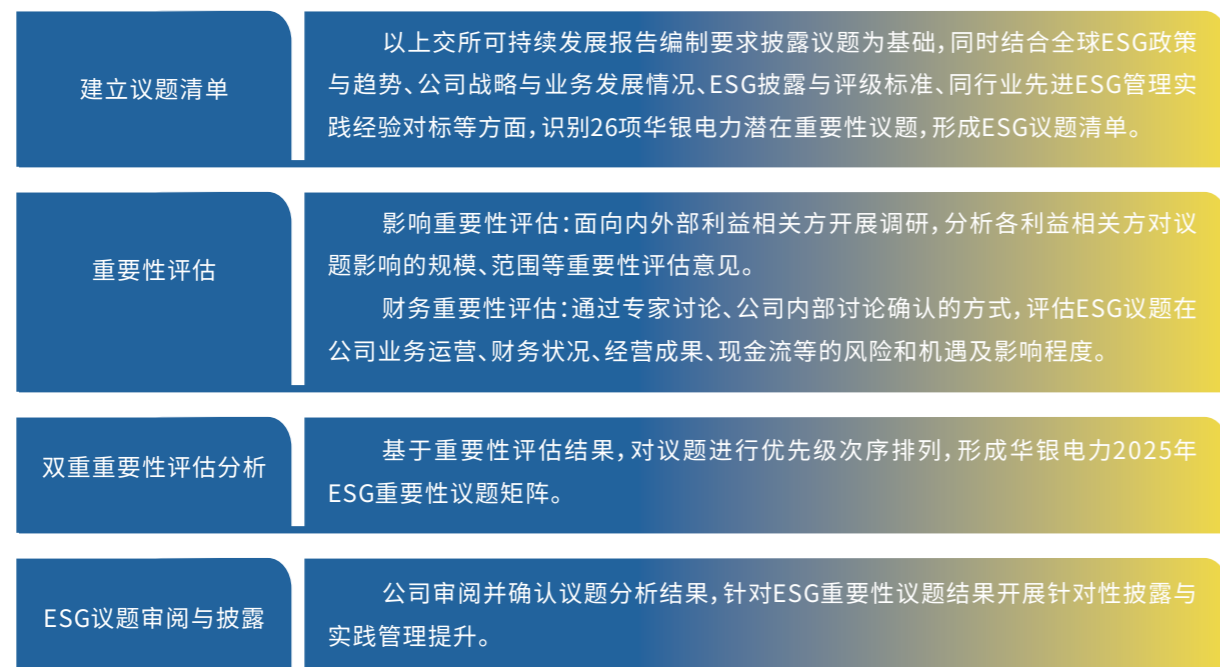 建立议题清单
以上交所可持续发展报告编制要求披露议题为基础，同时结合全球ESG政策
与趋势、公司战略与业务发展情况、ESG披露与评级标准、同行业先进ESG管理实
践经验对标等方面，识别26项华银电力潜在重要性议题，形成ESG议题清单。
重要性评估
影响重要性评估：面向内外部利益相关方开展调研，分析各利益相关方对议
题影响的规模、范围等重要性评估意见。
财务重要性评估：通过专家讨论、公司内部讨论确认的方式，评估ESG议题在
公司业务运营、财务状况、经营成果、现金流等的风险和机遇及影响程度。
双重重要性评估分析
基于重要性评估结果，对议题进行优先级次序排列，形成华银电力2025年
ESG重要性议题矩阵。
ESG议题审阅与披露
公司审阅并确认议题分析结果，针对ESG重要性议题结果开展针对性披露与
实践管理提升。